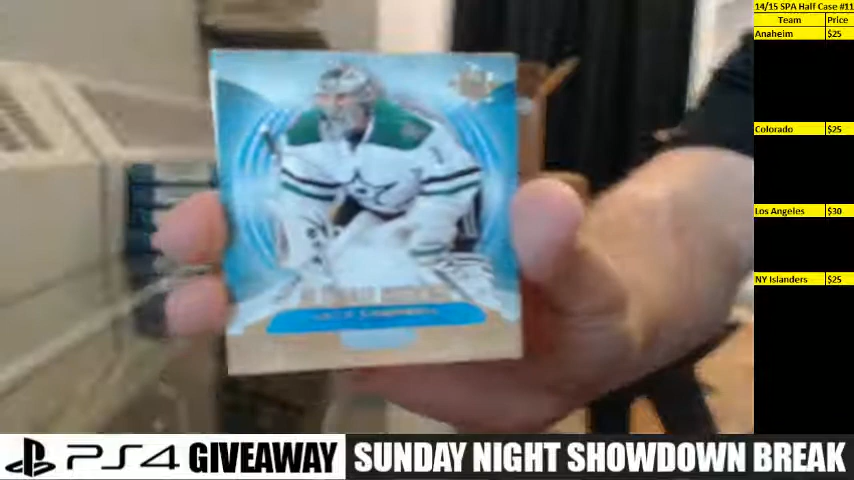 14/15 SPA Half Case #11
Team Price
Anaheim $25
Colorado $25
Los Angeles $30
NY Islanders $25
PS4 GIVEAWAY SUNDAY NIGHT SHOWDOWN BREAK